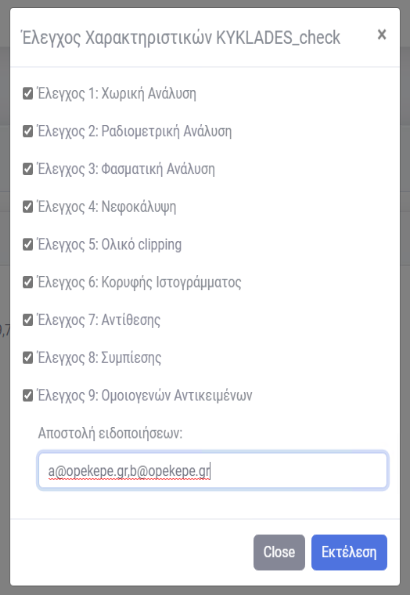 Έλεγχος Χαρακτηριστικών KYKLADES_check
×
Έλεγχος 1: Χωρική Ανάλυση
Έλεγχος 2: Ραδιομετρική Ανάλυση
Έλεγχος 3: Φασματική Ανάλυση
Έλεγχος 4: Νεφοκάλυψη
Έλεγχος 5: Ολικό clipping
Έλεγχος 6: Κορυφής Ιστογράμματος
Έλεγχος 7: Αντίθεσης
Έλεγχος 8: Συμπίεσης
Έλεγχος 9: Ομοιογενών Αντικειμένων
Αποστολή ειδοποιήσεων:
a@opekepe.gr,b@opekepe.gr
Close
Εκτέλεση